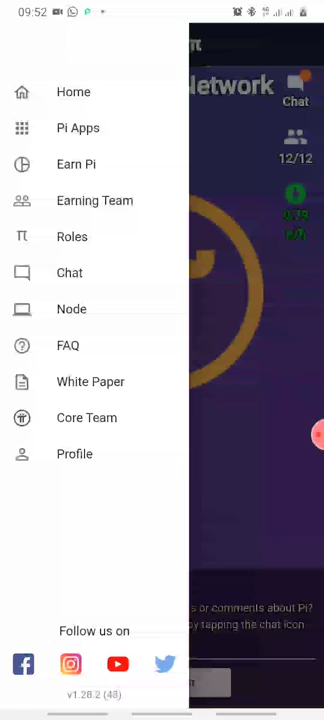 09:52
Home
Network
Pi Apps
Chat
Earn Pi
12/12
Earning Team
Roles
Chat
Node
FAQ
White Paper
Core Team
Profile
s or comments about Pi?
Follow us on
by tapping the chat icon
v1.28.2 (48)